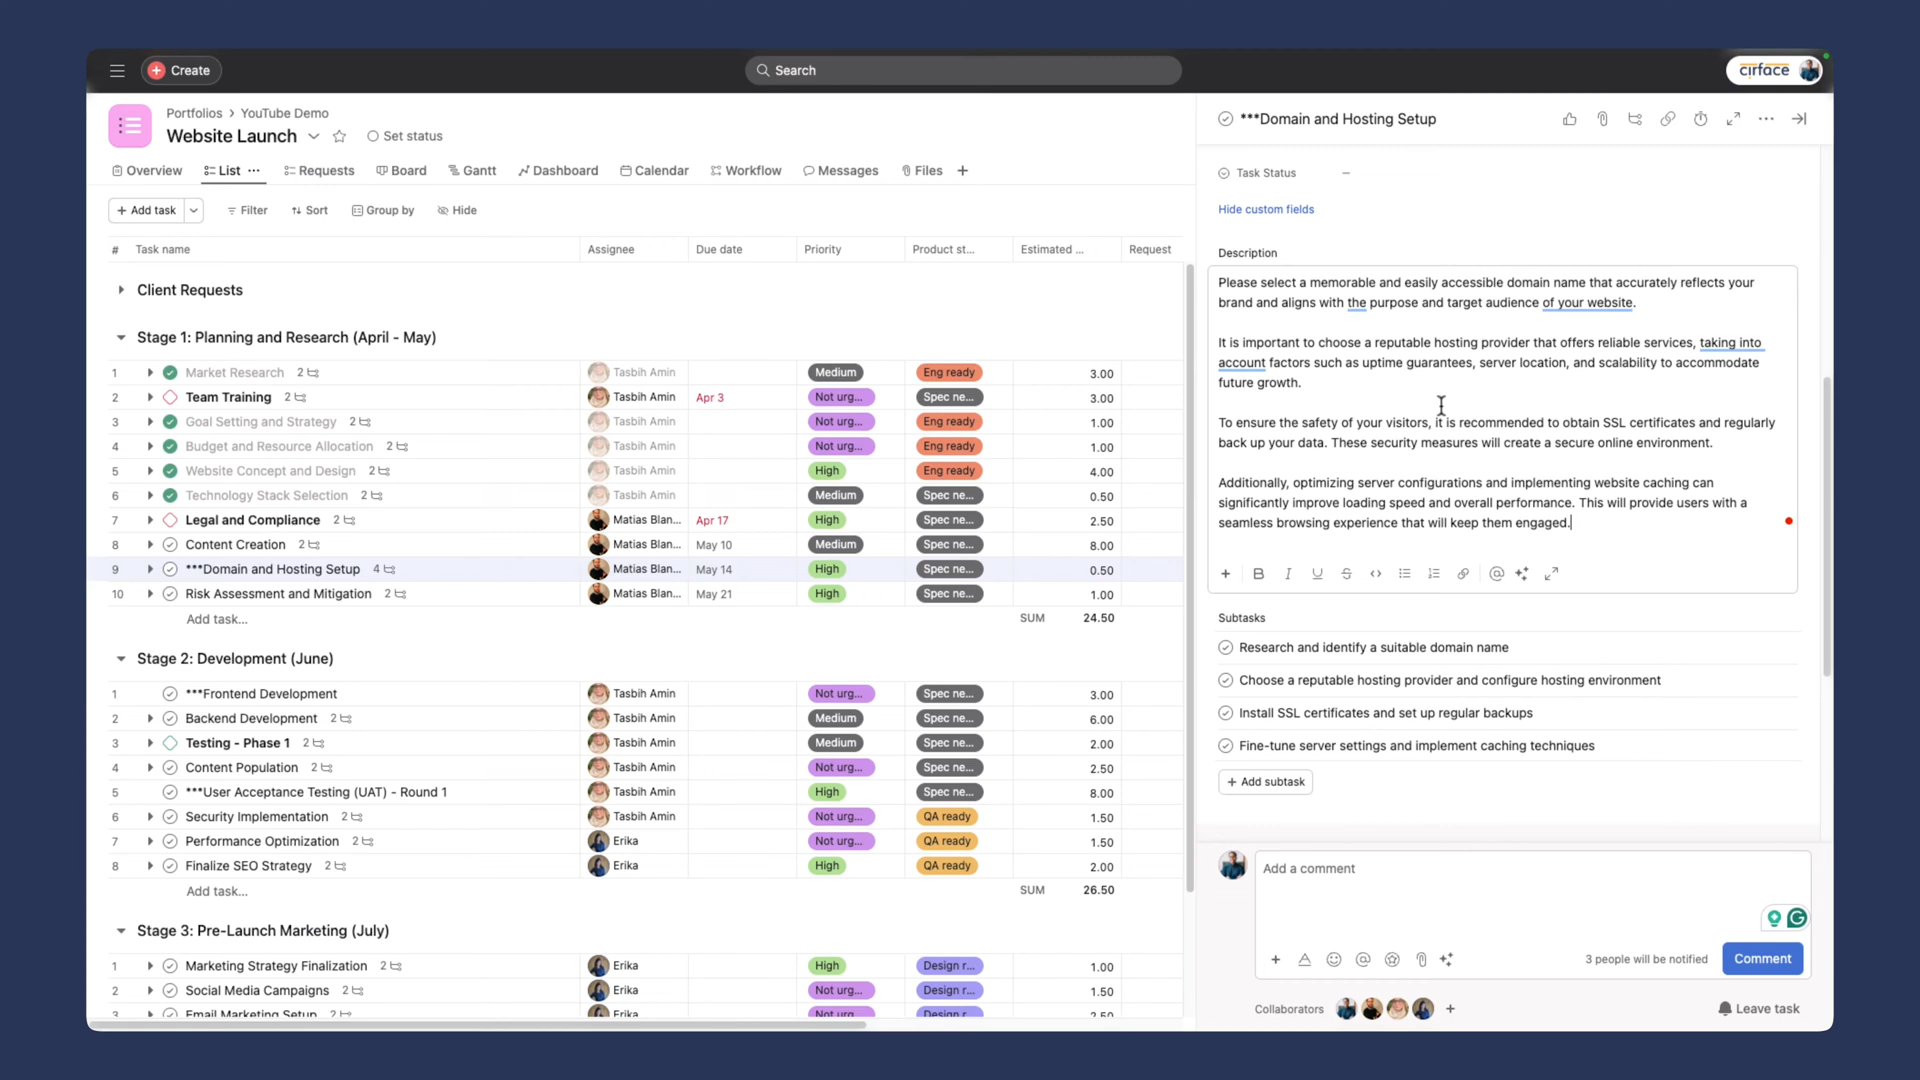 Create
Search
cirface
Portfolios › YouTube Demo
Website Launch
Set status
Overview List Requests Board Gantt Dashboard Calendar Workflow Messages Files
+ Add task Filter Sort Group by Hide
# Task name Assignee Due date Priority Product st... Estimated ... Request
Client Requests
Stage 1: Planning and Research (April - May)
1 Market Research 2 Tasbih Amin Medium Eng ready 3.00
2 Team Training 2 Tasbih Amin Apr 3 Not urg... Spec ne... 3.00
3 Goal Setting and Strategy 2 Tasbih Amin Not urg... Eng ready 1.00
4 Budget and Resource Allocation 2 Tasbih Amin Not urg... Eng ready 1.00
5 Website Concept and Design 2 Tasbih Amin High Eng ready 4.00
6 Technology Stack Selection 2 Tasbih Amin Medium Spec ne... 0.50
7 Legal and Compliance 2 Matias Blan... Apr 17 High Spec ne... 2.50
8 Content Creation 2 Matias Blan... May 10 Medium Spec ne... 8.00
9 ***Domain and Hosting Setup 4 Matias Blan... May 14 High Spec ne... 0.50
10 Risk Assessment and Mitigation 2 Matias Blan... May 21 High Spec ne... 1.00
Add task... SUM 24.50
Stage 2: Development (June)
1 ***Frontend Development Tasbih Amin Not urg... Spec ne... 3.00
2 Backend Development 2 Tasbih Amin Medium Spec ne... 6.00
3 Testing - Phase 1 2 Tasbih Amin Medium Spec ne... 2.00
4 Content Population 2 Tasbih Amin Not urg... Spec ne... 2.50
5 ***User Acceptance Testing (UAT) - Round 1 Tasbih Amin High Spec ne... 8.00
6 Security Implementation 2 Tasbih Amin Not urg... QA ready 1.50
7 Performance Optimization 2 Erika Not urg... QA ready 1.50
8 Finalize SEO Strategy 2 Erika High QA ready 2.00
Add task... SUM 26.50
Stage 3: Pre-Launch Marketing (July)
1 Marketing Strategy Finalization 2 Erika High Design r... 1.00
2 Social Media Campaigns 2 Erika Not urg... Design r... 1.50
3 Email Marketing Setup 2 Erika Not urg... Design r... 2.50
***Domain and Hosting Setup
Task Status —
Hide custom fields
Description
Please select a memorable and easily accessible domain name that accurately reflects your
brand and aligns with the purpose and target audience of your website.
It is important to choose a reputable hosting provider that offers reliable services, taking into
account factors such as uptime guarantees, server location, and scalability to accommodate
future growth.
To ensure the safety of your visitors, it is recommended to obtain SSL certificates and regularly
back up your data. These security measures will create a secure online environment.
Additionally, optimizing server configurations and implementing website caching can
significantly improve loading speed and overall performance. This will provide users with a
seamless browsing experience that will keep them engaged.
Subtasks
Research and identify a suitable domain name
Choose a reputable hosting provider and configure hosting environment
Install SSL certificates and set up regular backups
Fine-tune server settings and implement caching techniques
+ Add subtask
Add a comment
3 people will be notified Comment
Collaborators Leave task